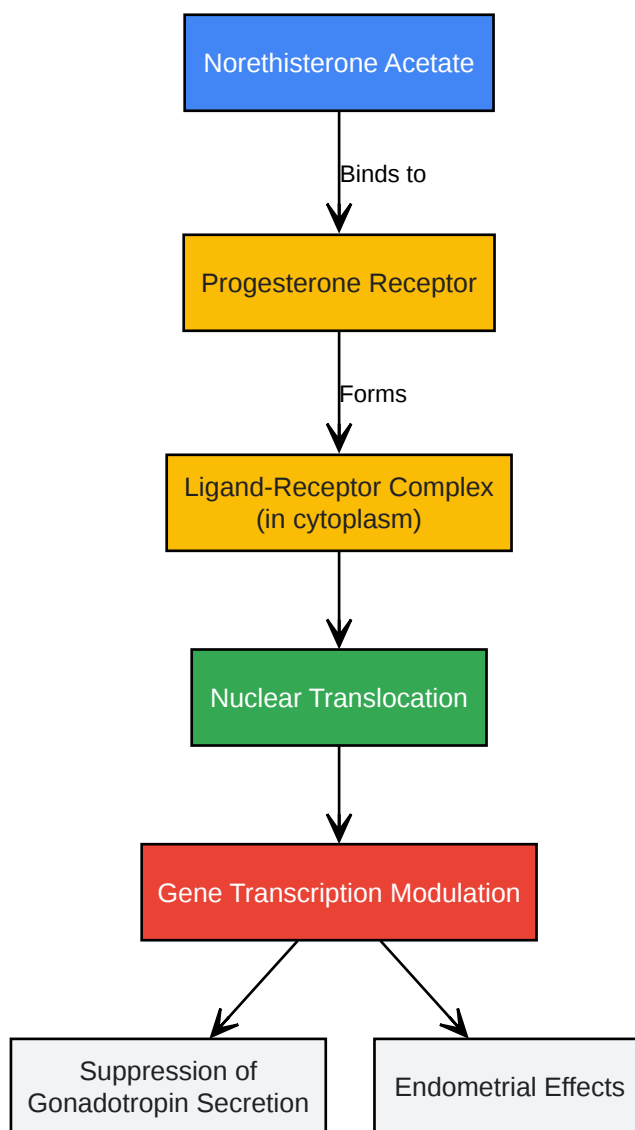 Norethisterone Acetate
Binds to
Progesterone Receptor
Forms
Ligand-Receptor Complex
(in cytoplasm)
Nuclear Translocation
Gene Transcription Modulation
Suppression of
Gonadotropin Secretion
Endometrial Effects